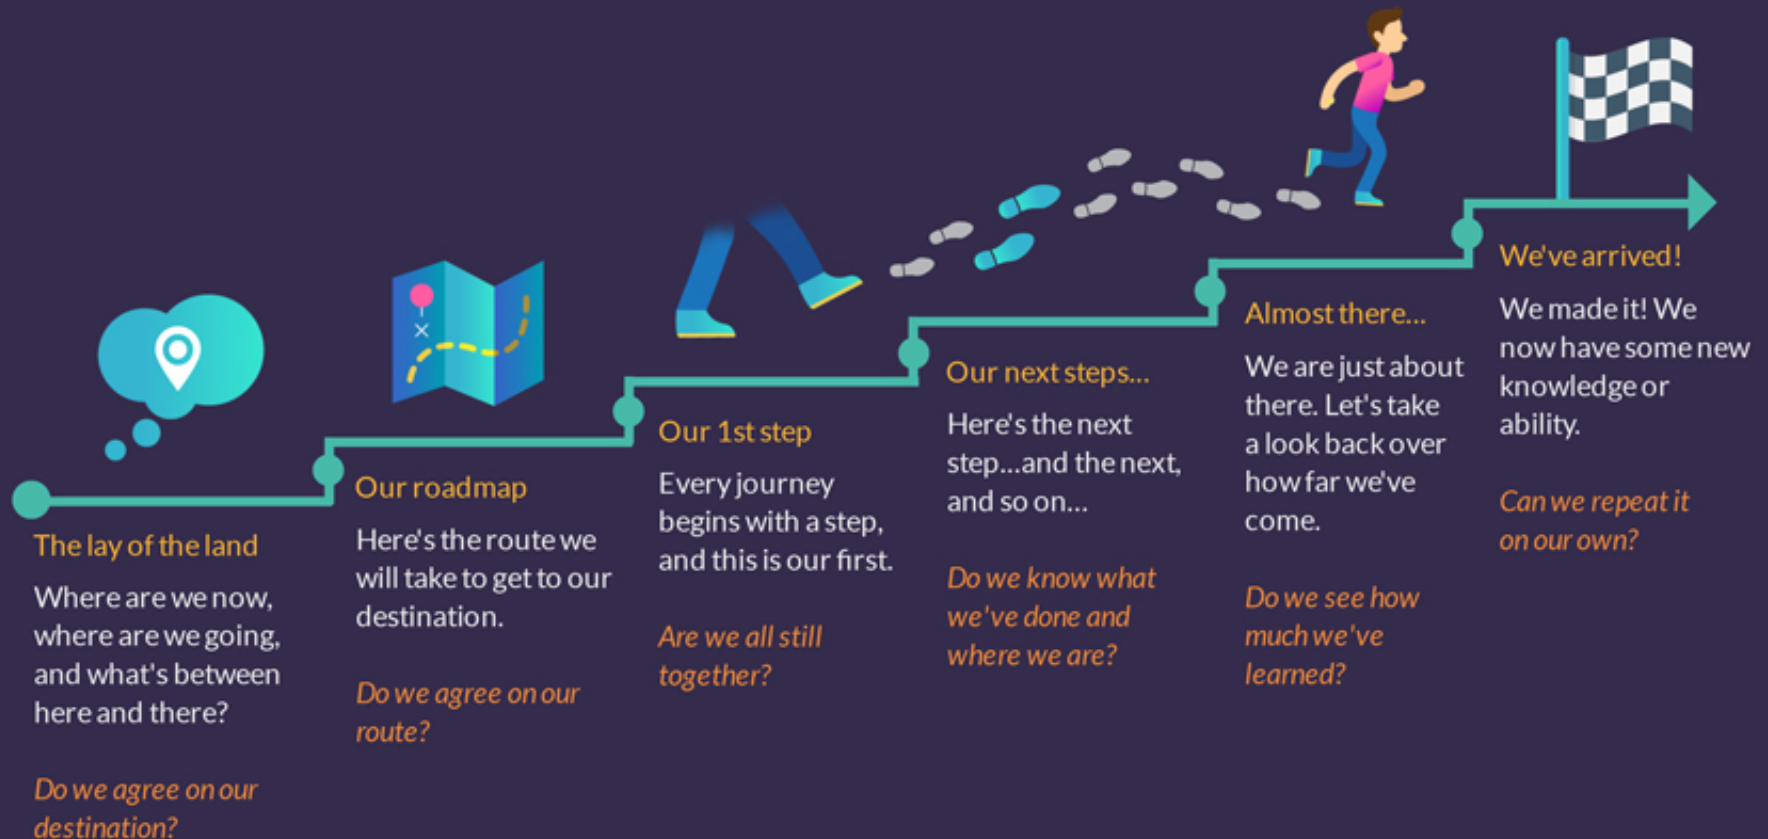 The lay of the land
Where are we now,
where are we going,
and what's between
here and there?
Do we agree on our
destination?
Our roadmap
Here's the route we
will take to get to our
destination.
Do we agree on our
route?
Our 1st step
Every journey
begins with a step,
and this is our first.
Are we all still
together?
Our next steps...
Here's the next
step...and the next,
and so on...
Do we know what
we've done and
where we are?
Almost there...
We are just about
there. Let's take
a look back over
how far we've
come.
Do we see how
much we've
learned?
We've arrived!
We made it! We
now have some new
knowledge or
ability.
Can we repeat it
on our own?